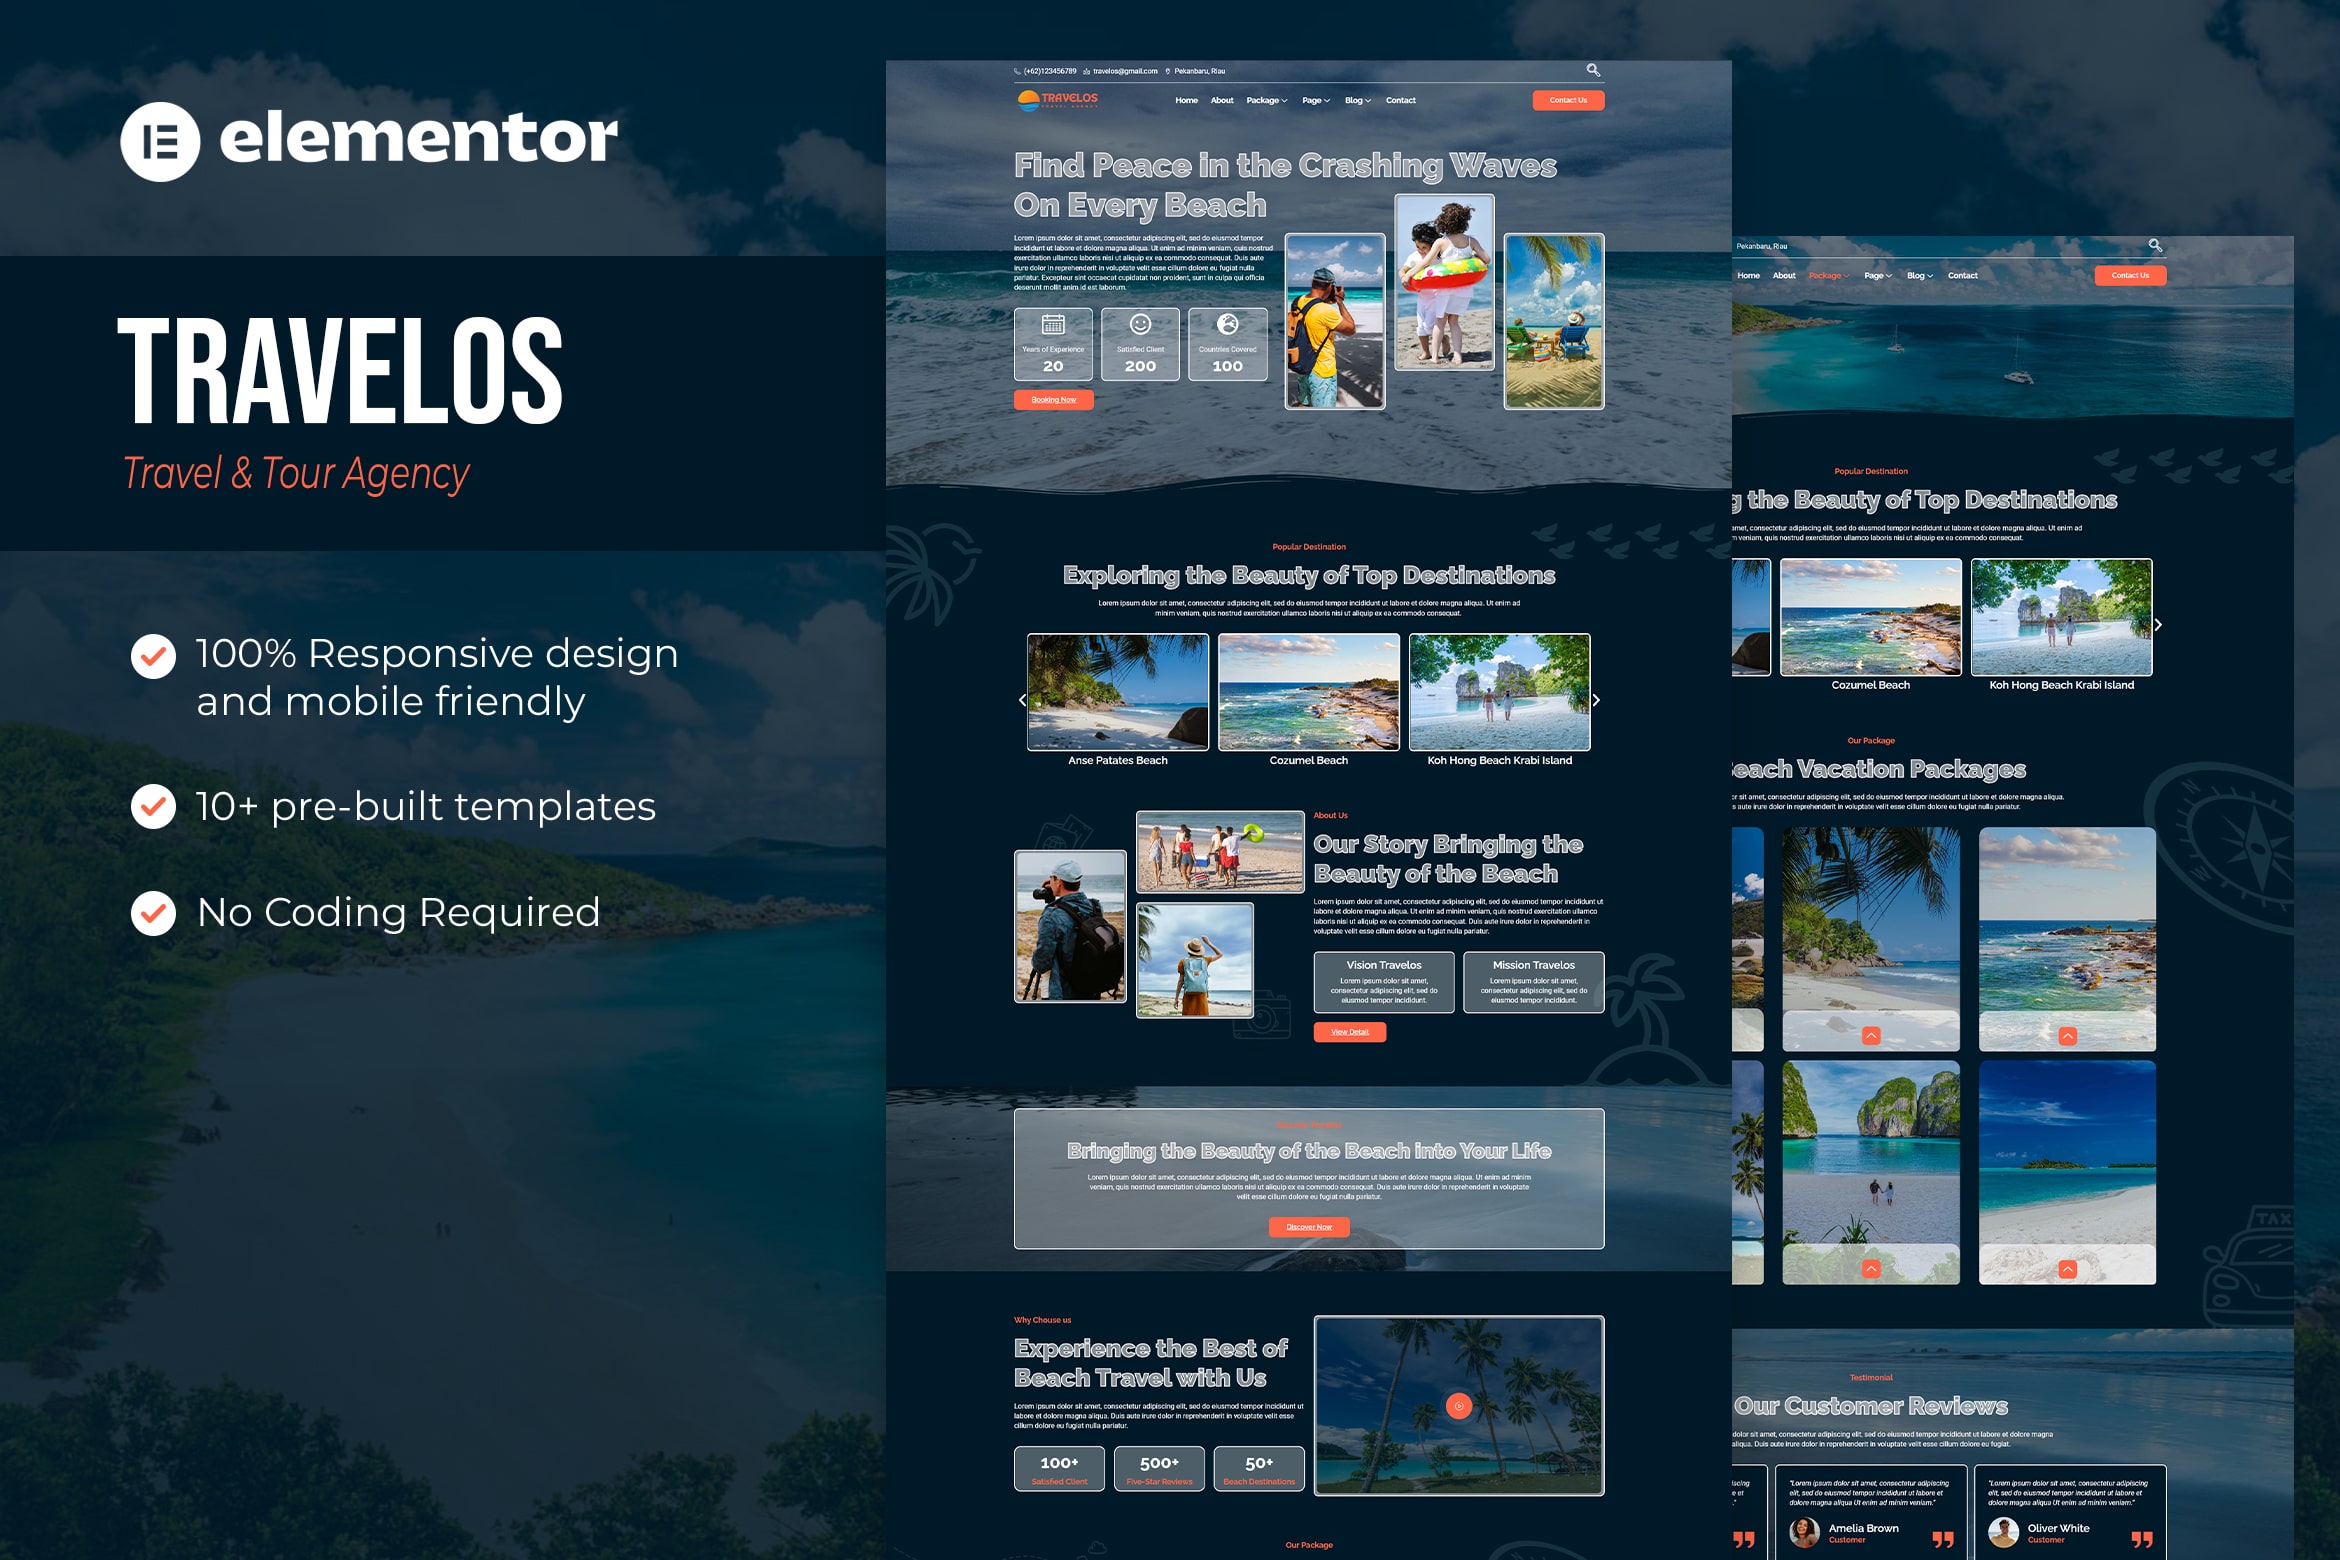 elementor
TRAVELOS
Travel & Tour Agency
100% Responsive design
and mobile friendly
10+ pre-built templates
No Coding Required
(+62)123456789 travelos@gmail.com Pekanbaru, Riau
TRAVELOS
TRAVEL AGENCY
Home About Package Page Blog Contact
Contact Us
Find Peace in the Crashing Waves
On Every Beach
Lorem ipsum dolor sit amet, consectetur adipiscing elit, sed do eiusmod tempor
incididunt ut labore et dolore magna aliqua. Ut enim ad minim veniam, quis nostrud
exercitation ullamco laboris nisi ut aliquip ex ea commodo consequat. Duis aute
irure dolor in reprehenderit in voluptate velit esse cillum dolore eu fugiat nulla
pariatur. Excepteur sint occaecat cupidatat non proident, sunt in culpa qui officia
deserunt mollit anim id est laborum.
Years of Experience
20
Satisfied Client
200
Countries Covered
100
Booking Now
Popular Destination
Exploring the Beauty of Top Destinations
Lorem ipsum dolor sit amet, consectetur adipiscing elit, sed do eiusmod tempor incididunt ut labore et dolore magna aliqua. Ut enim ad
minim veniam, quis nostrud exercitation ullamco laboris nisi ut aliquip ex ea commodo consequat.
Anse Patates Beach
Cozumel Beach
Koh Hong Beach Krabi Island
About Us
Our Story Bringing the
Beauty of the Beach
Lorem ipsum dolor sit amet, consectetur adipiscing elit, sed do eiusmod tempor incididunt ut
labore et dolore magna aliqua. Ut enim ad minim veniam, quis nostrud exercitation ullamco
laboris nisi ut aliquip ex ea commodo consequat. Duis aute irure dolor in reprehenderit in
voluptate velit esse cillum dolore eu fugiat nulla pariatur.
Vision Travelos
Lorem ipsum dolor sit amet,
consectetur adipiscing elit, sed do
eiusmod tempor incididunt.
Mission Travelos
Lorem ipsum dolor sit amet,
consectetur adipiscing elit, sed do
eiusmod tempor incididunt.
View Detail
Bringing the Beauty of the Beach into Your Life
Lorem ipsum dolor sit amet, consectetur adipiscing elit, sed do eiusmod tempor incididunt ut labore et dolore magna aliqua. Ut enim ad minim
veniam, quis nostrud exercitation ullamco laboris nisi ut aliquip ex ea commodo consequat. Duis aute irure dolor in reprehenderit in voluptate
velit esse cillum dolore eu fugiat nulla pariatur.
Discover Now
Why Chouse us
Experience the Best of
Beach Travel with Us
Lorem ipsum dolor sit amet, consectetur adipiscing elit, sed do eiusmod tempor incididunt ut
labore et dolore magna aliqua. Duis aute irure dolor in reprehenderit in voluptate velit esse
cillum dolore eu fugiat nulla pariatur.
100+
Satisfied Client
500+
Five-Star Reviews
50+
Beach Destinations
Our Package
Pekanbaru, Riau
Home About Package Page Blog Contact
Contact Us
Popular Destination
g the Beauty of Top Destinations
met, consectetur adipiscing elit, sed do eiusmod tempor incididunt ut labore et dolore magna aliqua. Ut enim ad
m veniam, quis nostrud exercitation ullamco laboris nisi ut aliquip ex ea commodo consequat.
Cozumel Beach
Koh Hong Beach Krabi Island
Our Package
Beach Vacation Packages
or sit amet, consectetur adipiscing elit, sed do eiusmod tempor incididunt ut labore et dolore magna aliqua.
s aute irure dolor in reprehenderit in voluptate velit esse cillum dolore eu fugiat nulla pariatur.
TAX
Testimonial
Our Customer Reviews
dolor sit amet, consectetur adipiscing elit, sed do eiusmod tempor incididunt ut labore et dolore magna
aliqua. Duis aute irure dolor in reprehenderit in voluptate velit esse cillum dolore eu fugiat.
"Lorem ipsum dolor sit amet, consectetur adipiscing
elit, sed do eiusmod tempor incididunt ut labore et
dolore magna aliqua Ut enim ad minim veniam."
Amelia Brown
Customer
"Lorem ipsum dolor sit amet, consectetur adipiscing
elit, sed do eiusmod tempor incididunt ut labore et
dolore magna aliqua Ut enim ad minim veniam."
Oliver White
Customer